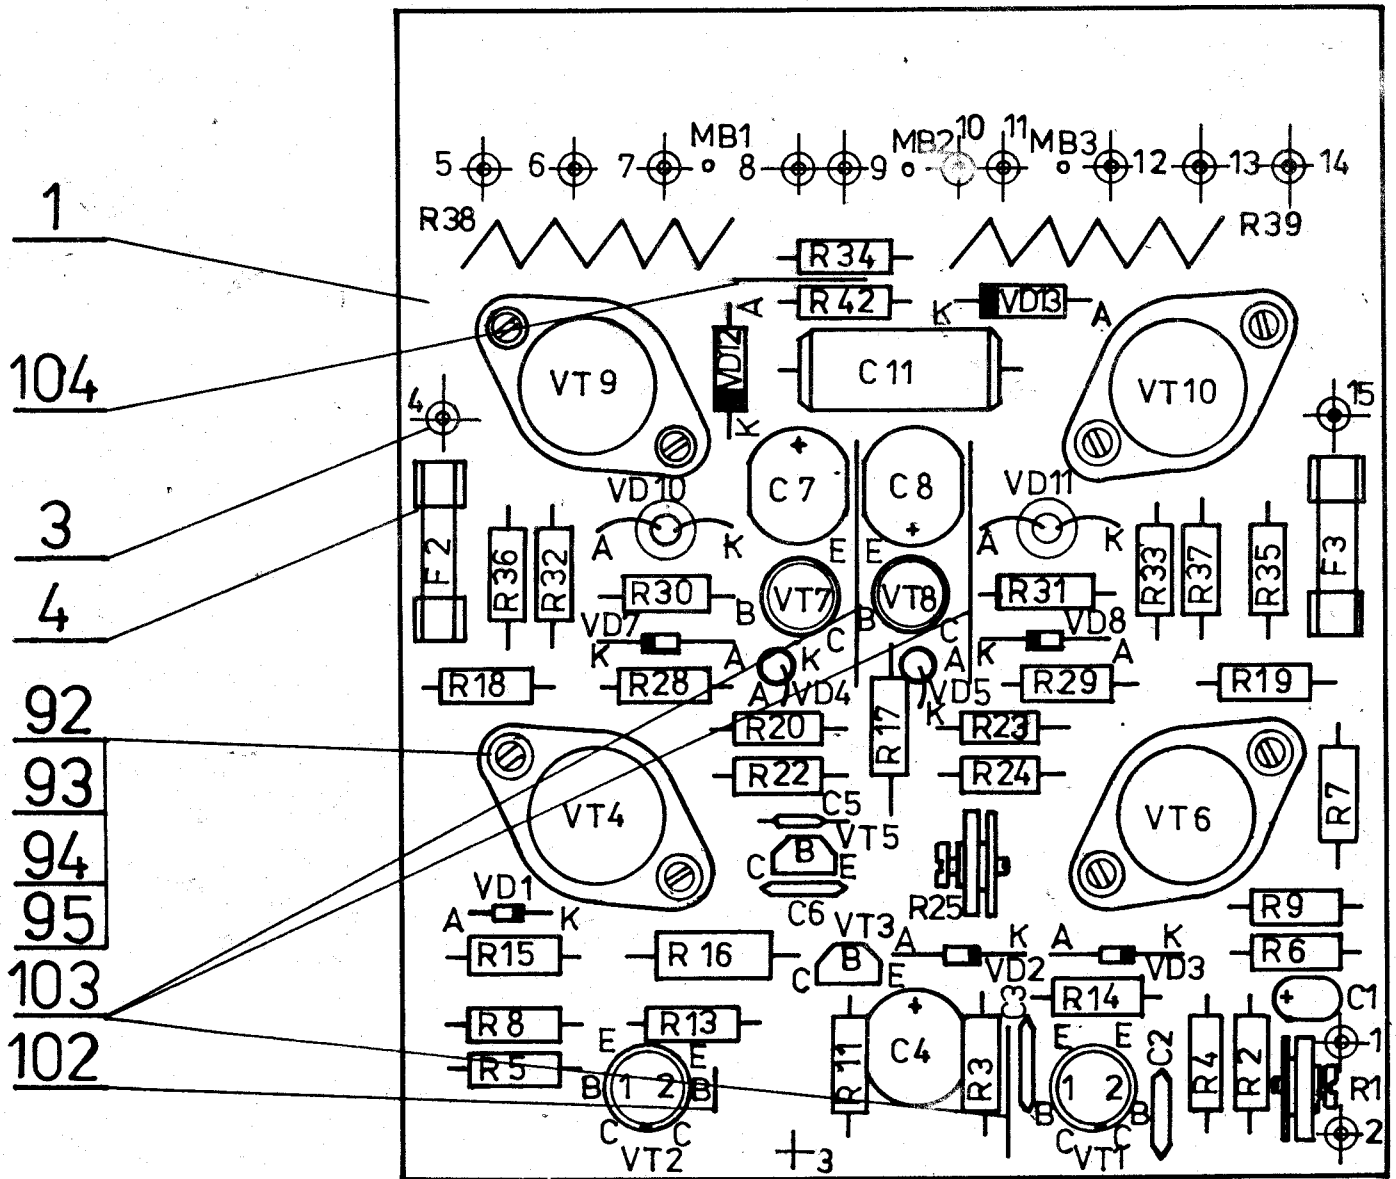 MB1
MB2
10
11
MB3
5
6
7
8
9
12
13
14
1
R38
R39
R34
R42
A
K
VD13
A
104
VT9
VD12
C11
VT10
4
15
K
3
VD10
C7
C8
VD11
+
+
4
F2
R36
R32
A
K
E
E
A
K
R33
R37
R35
F3
R30
VT7
VT8
R31
B
B
VD7
C
C
VD8
K
A
K
A
K
A
R18
R28
A
VD4
VD5
R29
R19
92
R20
R17
K
R23
93
R22
R24
R7
VT4
C5
VT5
VT6
94
C
B
E
95
VD1
C6
R25
R9
A
K
VT3
A
K
A
K
R15
R16
B
VD2
VD3
R6
103
C
E
R14
C1
+
R8
R13
+
C3
E
E
C4
E
E
C2
1
102
R5
R11
R3
R4
R2
B
1
2
B
1
2
R1
B
B
C
C
C
C
2
VT2
3
VT1